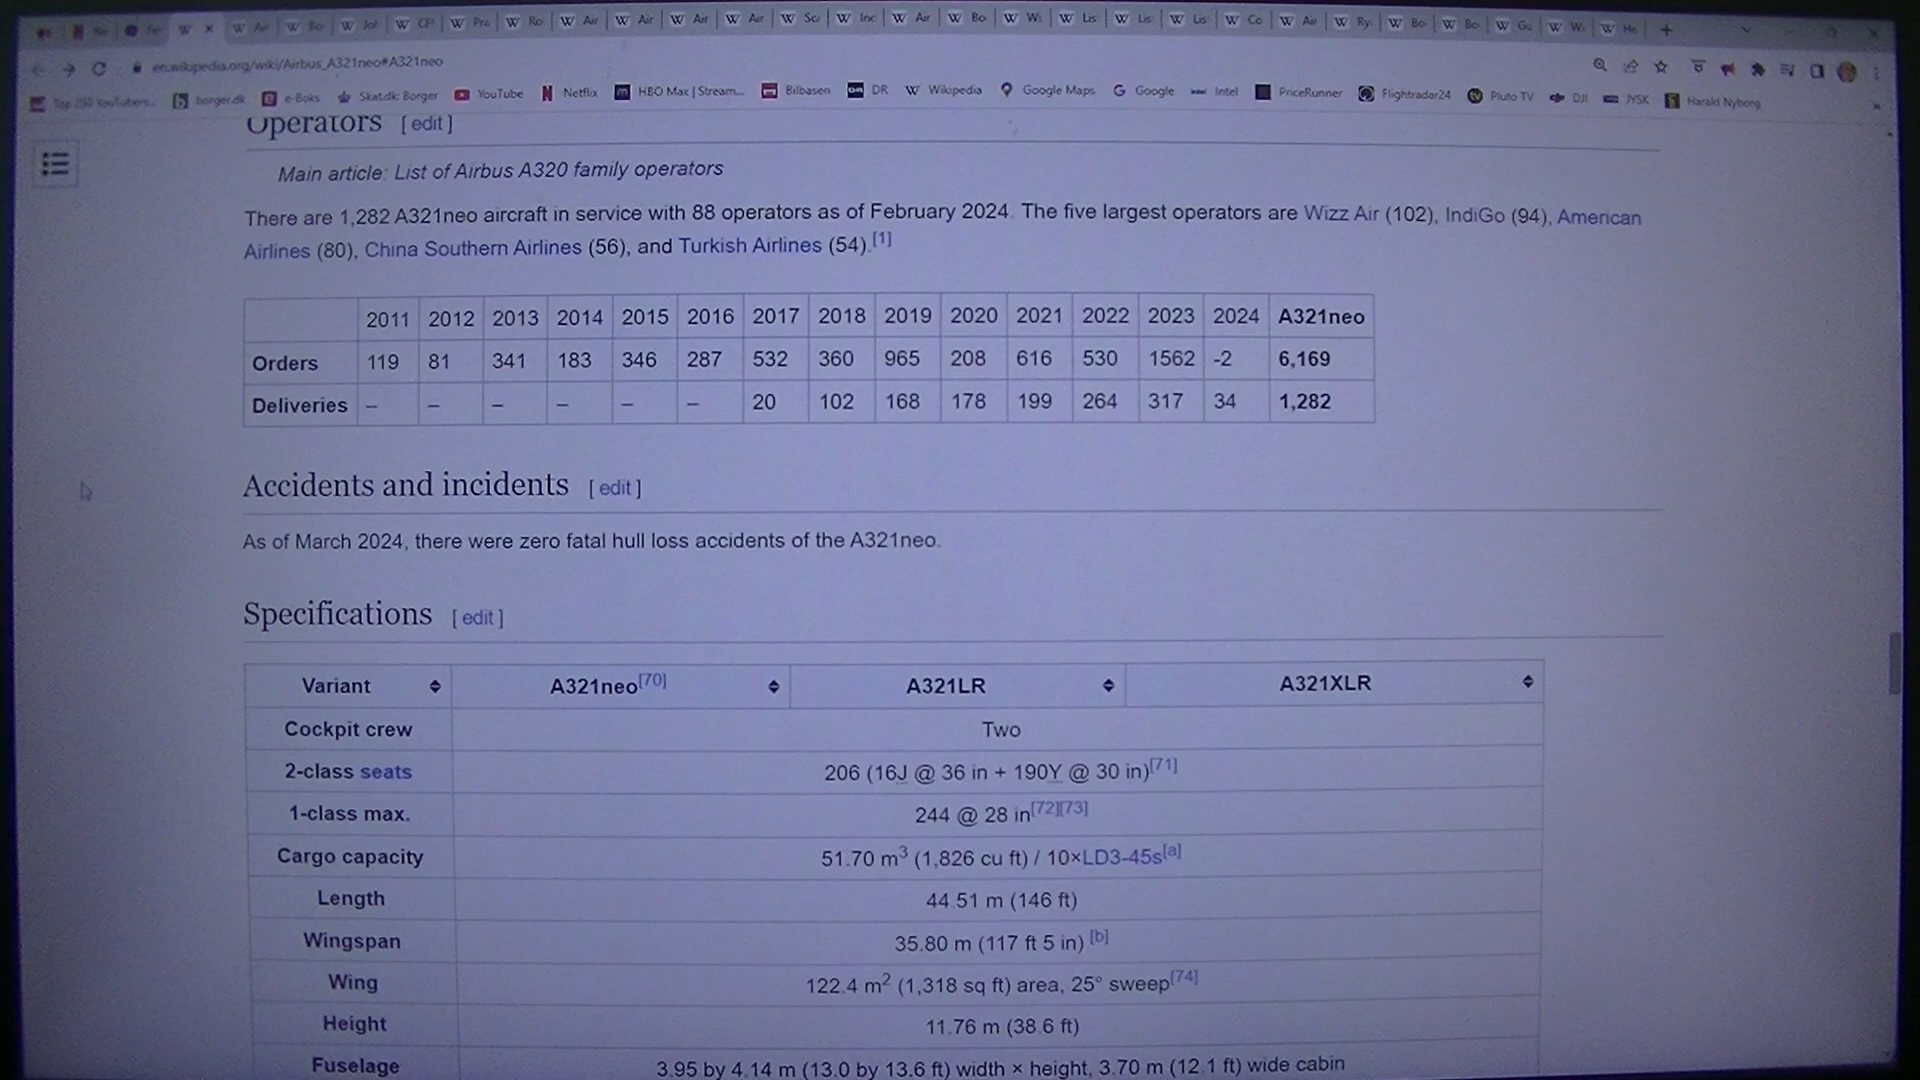 en.wikipedia.org/wiki/Airbus_A321neo#A321neo
Top 250 YouTubers... borger.dk e-Boks Skat.dk: Borger YouTube Netflix HBO Max | Stream... Bilbasen DR Wikipedia Google Maps Google Intel PriceRunner Flightradar24 Pluto TV DJI JYSK Harald Nyborg
Operators [ edit ]
Main article: List of Airbus A320 family operators
There are 1,282 A321neo aircraft in service with 88 operators as of February 2024. The five largest operators are Wizz Air (102), IndiGo (94), American
Airlines (80), China Southern Airlines (56), and Turkish Airlines (54).[1]
2011 2012 2013 2014 2015 2016 2017 2018 2019 2020 2021 2022 2023 2024 A321neo
Orders 119 81 341 183 346 287 532 360 965 208 616 530 1562 -2 6,169
Deliveries – – – – – – 20 102 168 178 199 264 317 34 1,282
Accidents and incidents [ edit ]
As of March 2024, there were zero fatal hull loss accidents of the A321neo.
Specifications [ edit ]
Variant A321neo[70] A321LR A321XLR
Cockpit crew Two
2-class seats 206 (16J @ 36 in + 190Y @ 30 in)[71]
1-class max. 244 @ 28 in[72][73]
Cargo capacity 51.70 m3 (1,826 cu ft) / 10×LD3-45s[a]
Length 44.51 m (146 ft)
Wingspan 35.80 m (117 ft 5 in) [b]
Wing 122.4 m2 (1,318 sq ft) area, 25° sweep[74]
Height 11.76 m (38.6 ft)
Fuselage 3.95 by 4.14 m (13.0 by 13.6 ft) width × height, 3.70 m (12.1 ft) wide cabin